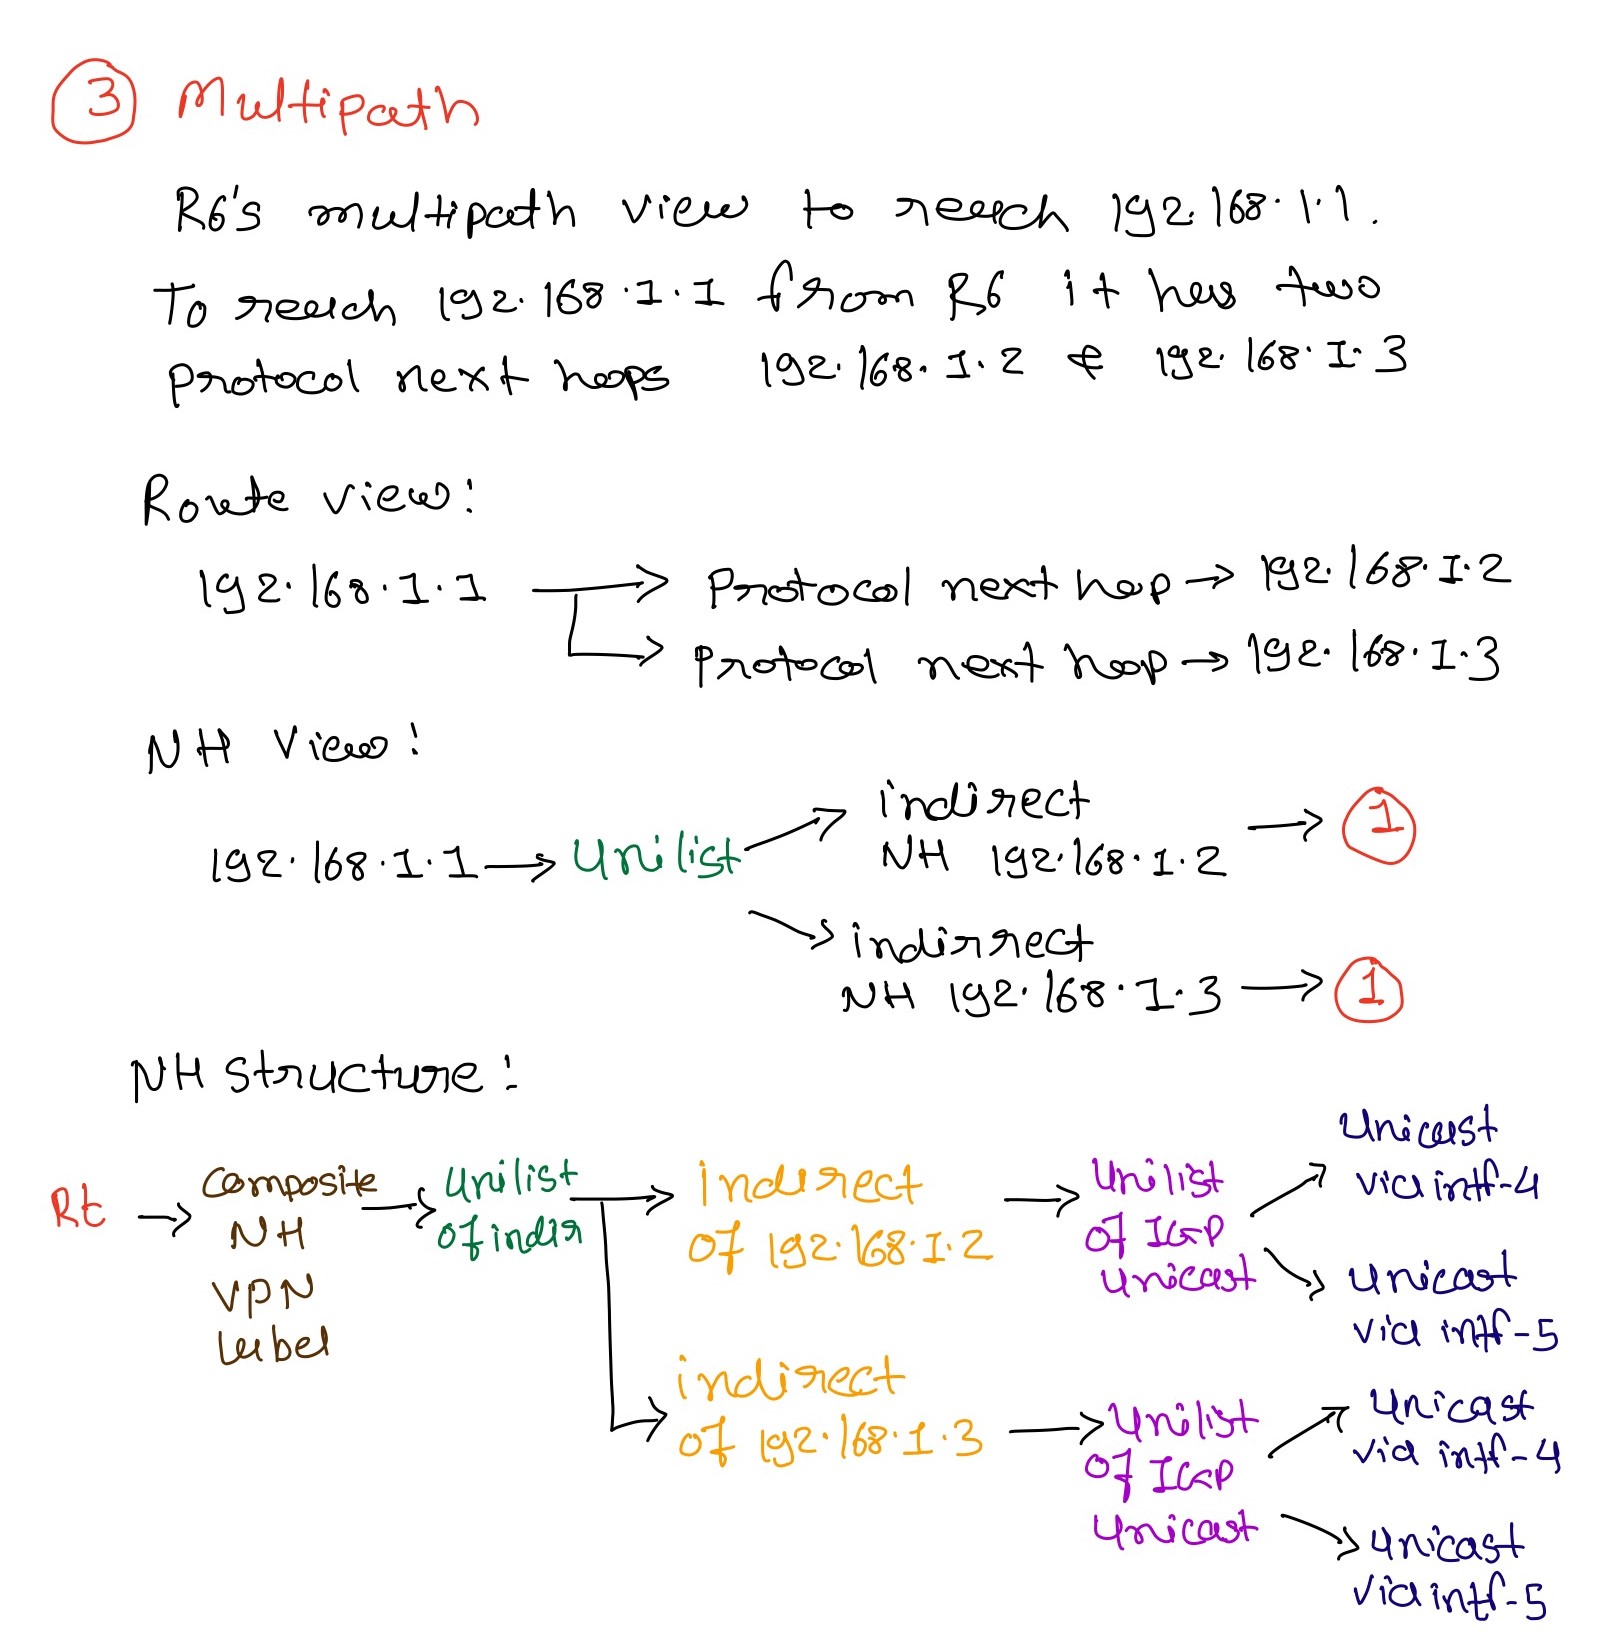 3 Multipath
R6's multipath view to reach 192.168.1.1.
To reach 192.168.1.1 from R6 it has two
protocol next hops 192.168.1.2 & 192.168.1.3
Route view:
192.168.1.1 → Protocol next hop → 192.168.1.2
→ Protocol next hop → 192.168.1.3
NH View:
indirect
NH 192.168.1.2 → 1
192.168.1.1 → Unilist
indirrect
NH 192.168.1.3 → 1
NH Structure:
Rt → Composite
NH
VPN
label
→ Unilist
of indir
→ Indirect
of 192.168.1.2
→ Unilist
of IGP
unicast
Unicast
via intf-4
unicast
via intf-5
indirect
of 192.168.1.3
→ Unilist
of IGP
Unicast
Unicast
via intf-4
Unicast
via intf-5